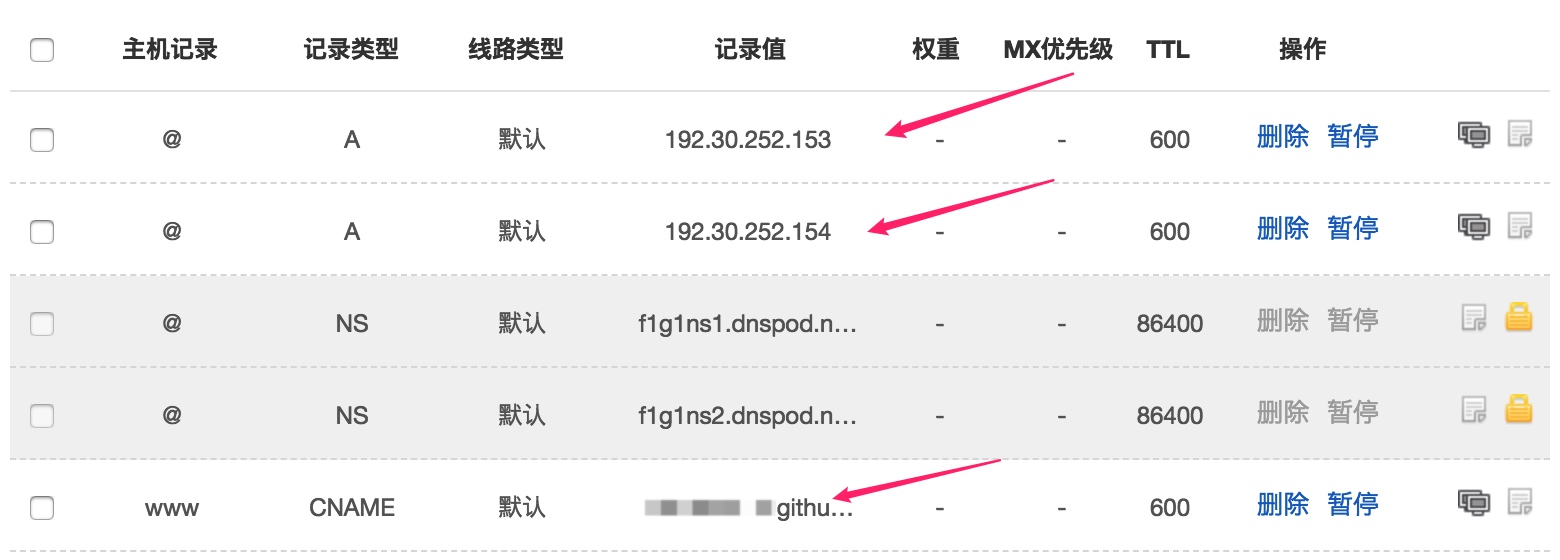 主机记录 记录类型 线路类型 记录值 权重 MX优先级 TTL 操作
@ A 默认 192.30.252.153 - - 600 删除 暂停
@ A 默认 192.30.252.154 - - 600 删除 暂停
@ NS 默认 f1g1ns1.dnspod.n... - - 86400 删除 暂停
@ NS 默认 f1g1ns2.dnspod.n... - - 86400 删除 暂停
www CNAME 默认 githu... - - 600 删除 暂停